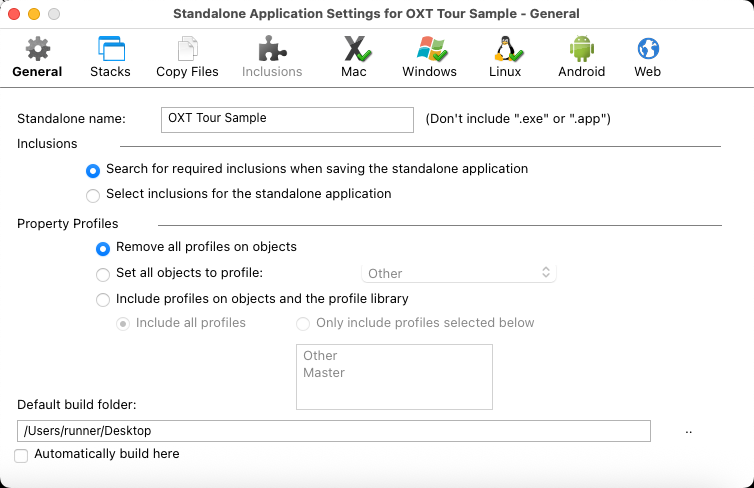 Standalone Application Settings for OXT Tour Sample - General
General Stacks Copy Files Inclusions Mac Windows Linux Android Web
Standalone name: OXT Tour Sample (Don't include ".exe" or ".app")
Inclusions
Search for required inclusions when saving the standalone application
Select inclusions for the standalone application
Property Profiles
Remove all profiles on objects
Set all objects to profile: Other
Include profiles on objects and the profile library
Include all profiles Only include profiles selected below
Other
Master
Default build folder:
/Users/runner/Desktop ..
Automatically build here